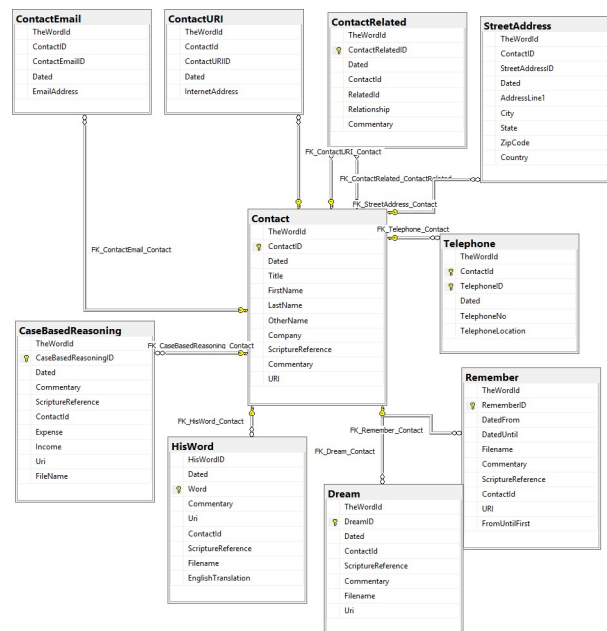 ContactEmail
TheWordId
ContactID
ContactEmailID
Dated
EmailAddress
ContactURI
TheWordId
ContactId
ContactURIID
Dated
InternetAddress
ContactRelated
TheWordId
ContactRelatedID
Dated
ContactId
RelatedId
Relationship
Commentary
StreetAddress
TheWordId
ContactID
StreetAddressID
Dated
AddressLine1
City
State
ZipCode
Country
FK_ContactURI_Contact
FK_ContactRelated_ContactRelated
FK_StreetAddress_Contact
FK_Telephone_Contact
FK_ContactEmail_Contact
Contact
TheWordId
ContactID
Dated
Title
FirstName
LastName
OtherName
Company
ScriptureReference
Commentary
URI
Telephone
TheWordId
ContactId
TelephoneID
Dated
TelephoneNo
TelephoneLocation
CaseBasedReasoning
TheWordId
CaseBasedReasoningID
Dated
Commentary
ScriptureReference
ContactId
Expense
Income
Uri
FileName
FK_CaseBasedReasoning_Contact
FK_HisWord_Contact
FK_Remember_Contact
FK_Dream_Contact
HisWord
HisWordID
Dated
Word
Commentary
Uri
ContactId
ScriptureReference
Filename
EnglishTranslation
Dream
TheWordId
DreamID
Dated
ContactId
ScriptureReference
Commentary
Filename
Uri
Remember
TheWordId
RememberID
DatedFrom
DatedUntil
Filename
Commentary
ScriptureReference
ContactId
URI
FromUntilFirst